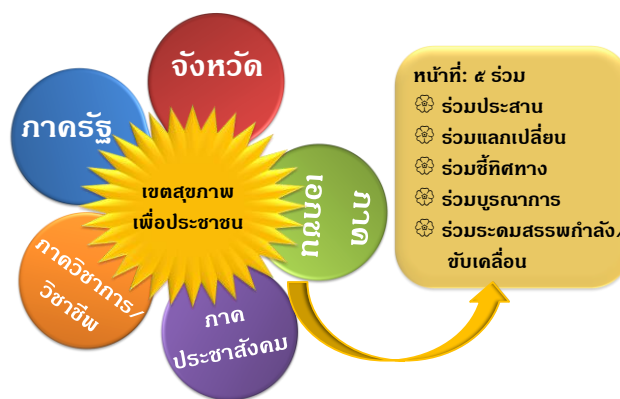 จังหวัด
ภาครัฐ
เขตสุขภาพ
เพื่อประชาชน
ภาค
เอกชน
ภาควิชาการ/
วิชาชีพ
ภาค
ประชาสังคม
หน้าที่: ๕ ร่วม
ร่วมประสาน
ร่วมแลกเปลี่ยน
ร่วมชี้ทิศทาง
ร่วมบูรณาการ
ร่วมระดมสรรพกำลัง/
ขับเคลื่อน